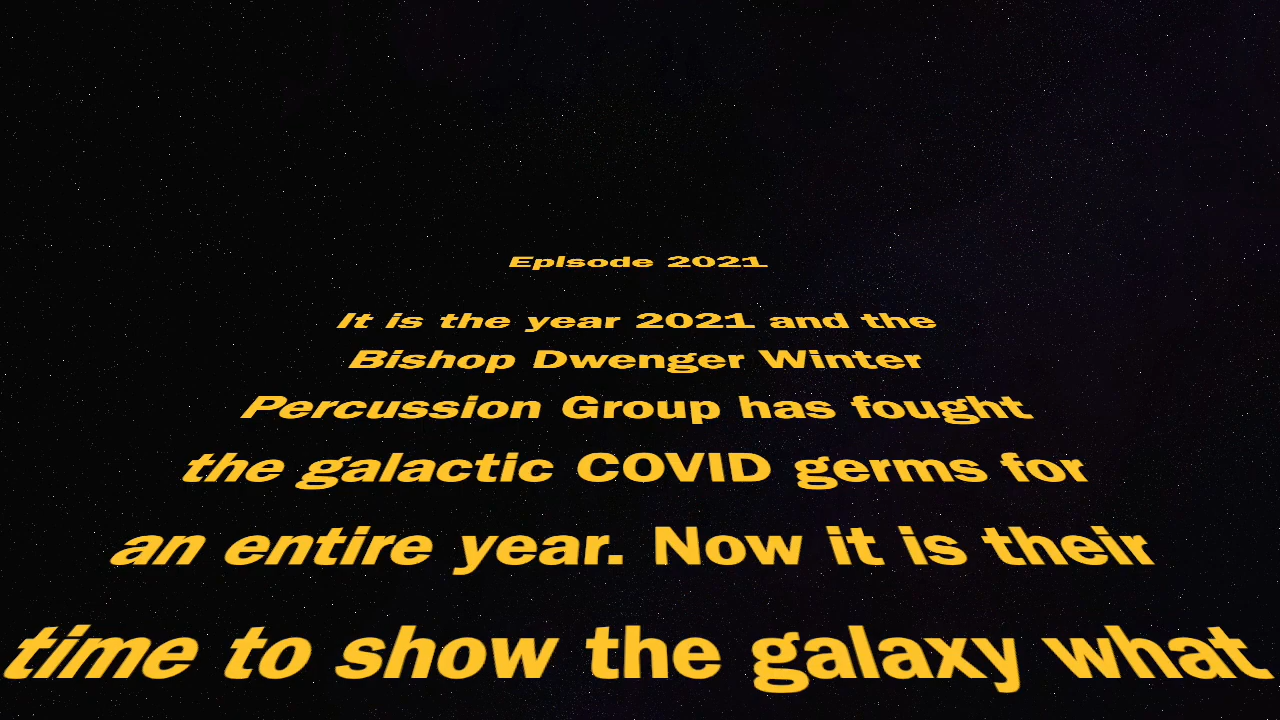 Episode 2021
It is the year 2021 and the
Bishop Dwenger Winter
Percussion Group has fought
the galactic COVID germs for
an entire year. Now it is their
time to show the galaxy what